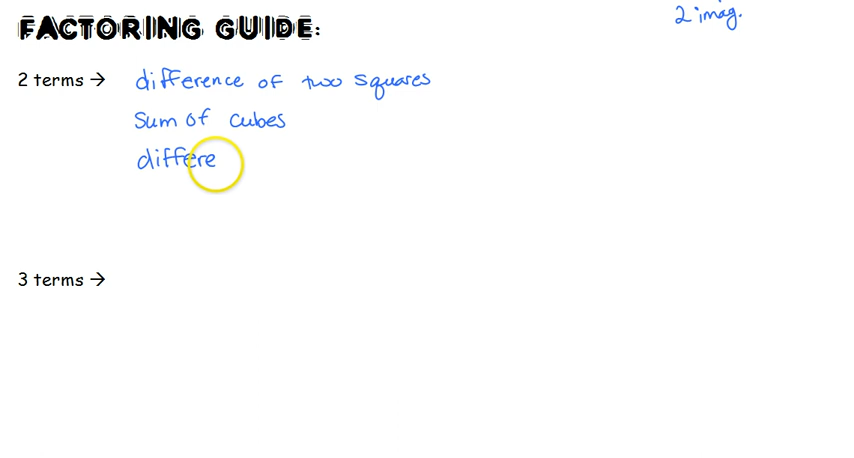 2 imag.
FACTORING GUIDE:
2 terms → difference of two squares
sum of cubes
differe
3 terms →